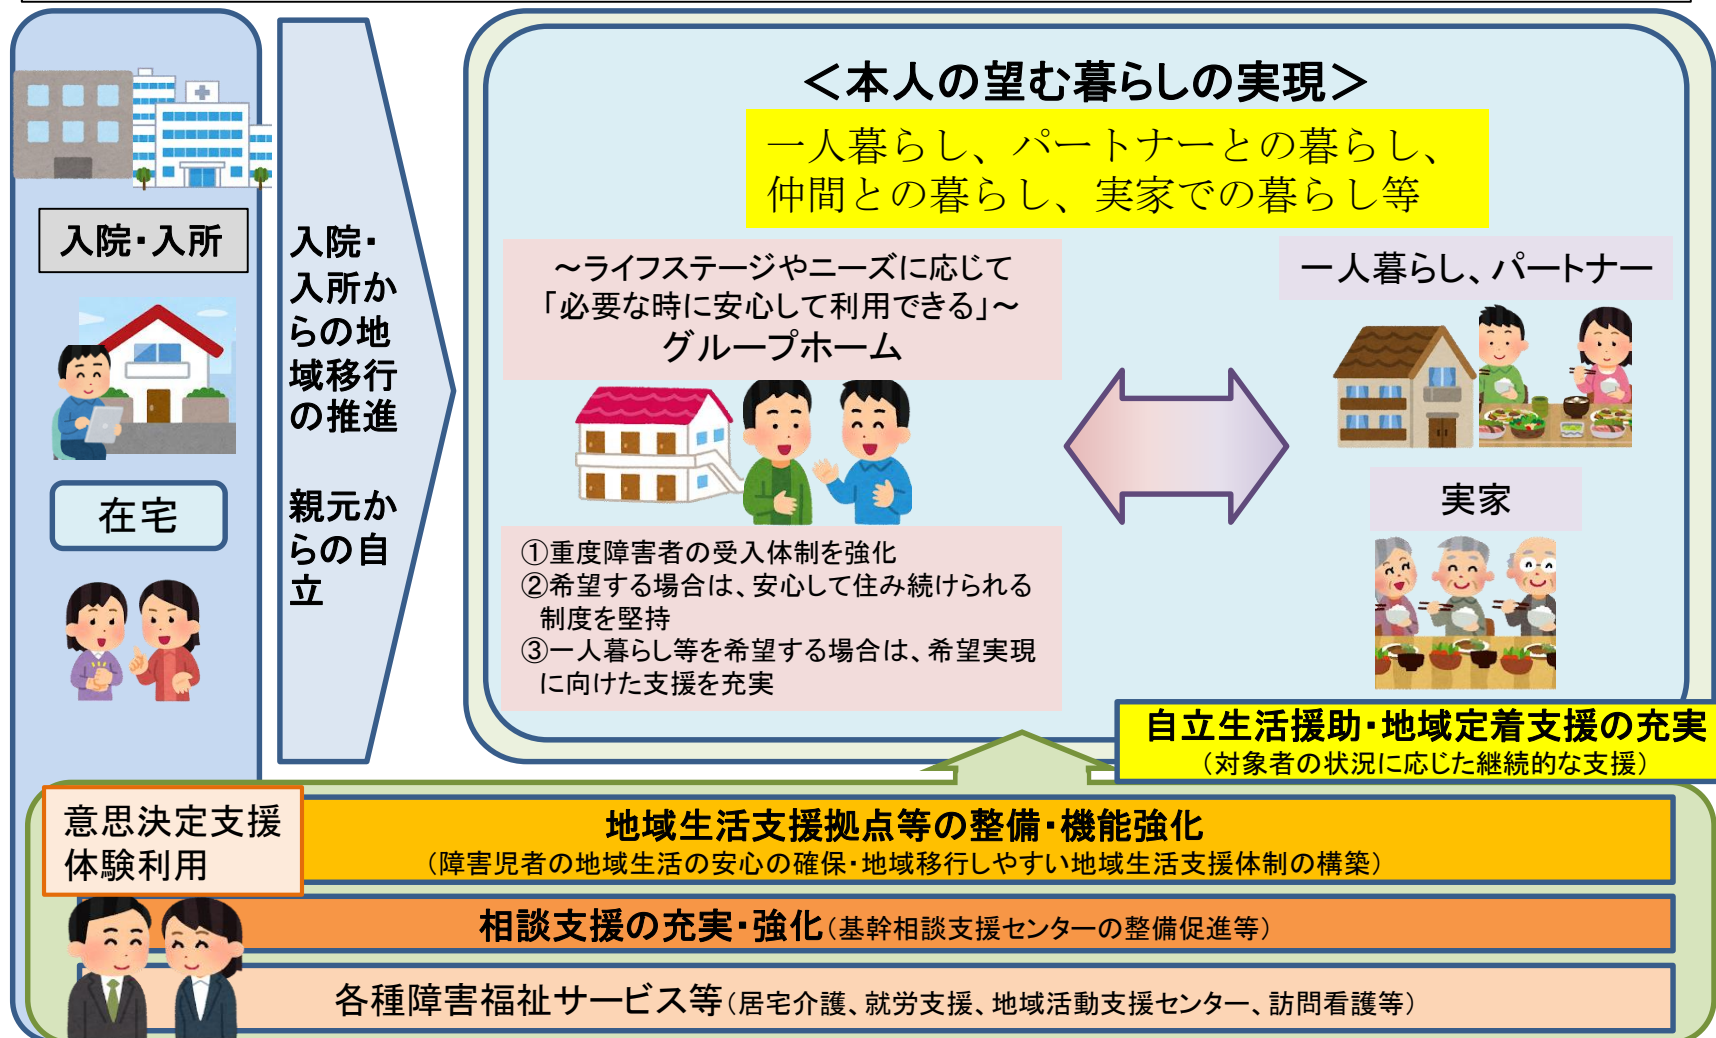 入院・入所
在宅
入院・
入所か
らの地
域移行
の推進
親元か
らの自
立
＜本人の望む暮らしの実現＞
一人暮らし、パートナーとの暮らし、
仲間との暮らし、実家での暮らし等
～ライフステージやニーズに応じて
「必要な時に安心して利用できる」～
グループホーム
①重度障害者の受入体制を強化
②希望する場合は、安心して住み続けられる
制度を堅持
③一人暮らし等を希望する場合は、希望実現
に向けた支援を充実
一人暮らし、パートナー
実家
自立生活援助・地域定着支援の充実
（対象者の状況に応じた継続的な支援）
意思決定支援
体験利用
地域生活支援拠点等の整備・機能強化
（障害児者の地域生活の安心の確保・地域移行しやすい地域生活支援体制の構築）
相談支援の充実・強化（基幹相談支援センターの整備促進等）
各種障害福祉サービス等（居宅介護、就労支援、地域活動支援センター、訪問看護等）